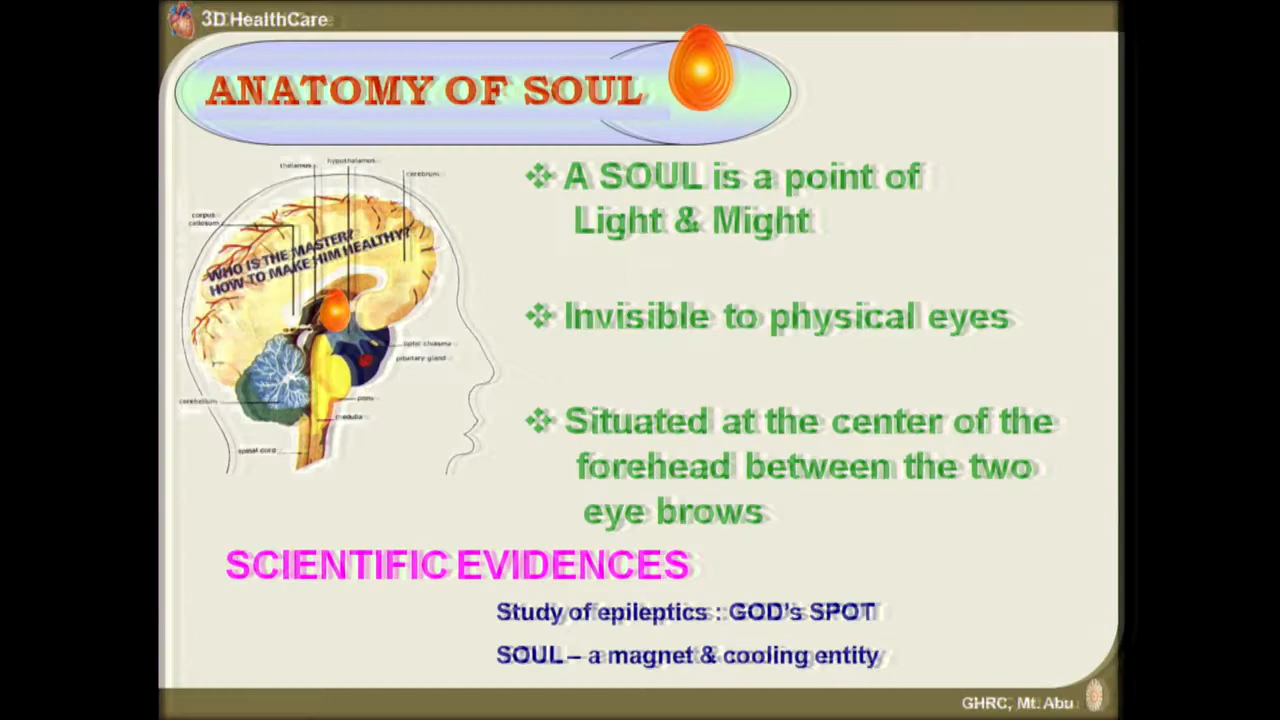 3D HealthCare
ANATOMY OF SOUL
thalamus
hypothalamus
cerebrum
corpus
callosum
WHO IS THE MASTER?
HOW TO MAKE HIM HEALTHY?
optic chiasma
pituitary gland
cerebellum
pons
medulla
spinal cord
❖ A SOUL is a point of
Light & Might
❖ Invisible to physical eyes
❖ Situated at the center of the
forehead between the two
eye brows
SCIENTIFIC EVIDENCES
Study of epileptics : GOD's SPOT
SOUL – a magnet & cooling entity
GHRC, Mt. Abu